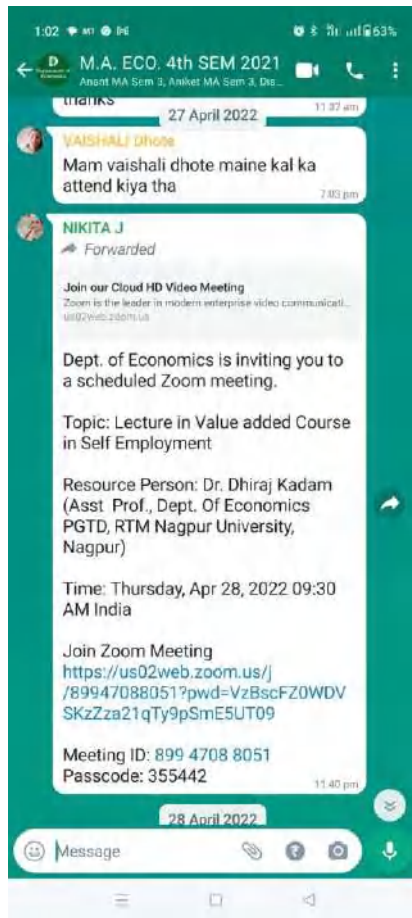 1:02
63%
D
M.A. ECO. 4th SEM 2021
Anant MA Sem 3, Aniket MA Sem 3, Dis...
thanks
11:37 am
27 April 2022
VAISHALI Dhote
Mam vaishali dhote maine kal ka
attend kiya tha
7:03 pm
NIKITA J
Forwarded
Join our Cloud HD Video Meeting
Zoom is the leader in modern enterprise video communicati...
us02web.zoom.us
Dept. of Economics is inviting you to
a scheduled Zoom meeting.
Topic: Lecture in Value added Course
in Self Employment
Resource Person: Dr. Dhiraj Kadam
(Asst Prof., Dept. Of Economics
PGTD, RTM Nagpur University,
Nagpur)
Time: Thursday, Apr 28, 2022 09:30
AM India
Join Zoom Meeting
https://us02web.zoom.us/j
/89947088051?pwd=VzBscFZ0WDV
SKzZza21qTy9pSmE5UT09
Meeting ID: 899 4708 8051
Passcode: 355442
11:40 pm
28 April 2022
Message